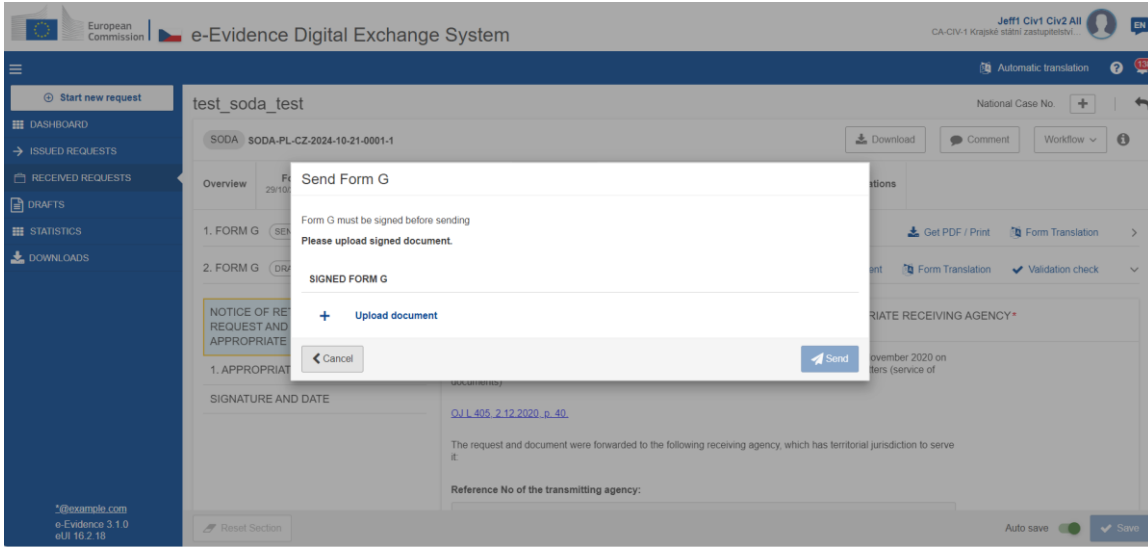 European
Commission
e-Evidence Digital Exchange System
Jeff1 Civ1 Civ2 All
CA-CIV-1 Krajské státní zastupitelství...
EN
Automatic translation
Start new request
DASHBOARD
ISSUED REQUESTS
RECEIVED REQUESTS
DRAFTS
STATISTICS
DOWNLOADS
*@example.com
e-Evidence 3.1.0
eUI 16.2.18
test_soda_test
National Case No.
SODA SODA-PL-CZ-2024-10-21-0001-1
Download
Comment
Workflow
Overview
29/10/
1. FORM G
Get PDF / Print
Form Translation
2. FORM G
Form Translation
Validation check
Send Form G
Form G must be signed before sending
Please upload signed document.
SIGNED FORM G
+ Upload document
Cancel
Send
NOTICE OF
REQUEST AND
APPROPRIATE
1. APPROPRIAT
SIGNATURE AND DATE
RIATE RECEIVING AGENCY*
ovember 2020 on
tters (service of
documents)
OJ L 405, 2.12.2020, p. 40.
The request and document were forwarded to the following receiving agency, which has territorial jurisdiction to serve
it:
Reference No of the transmitting agency:
Reset Section
Auto save
Save